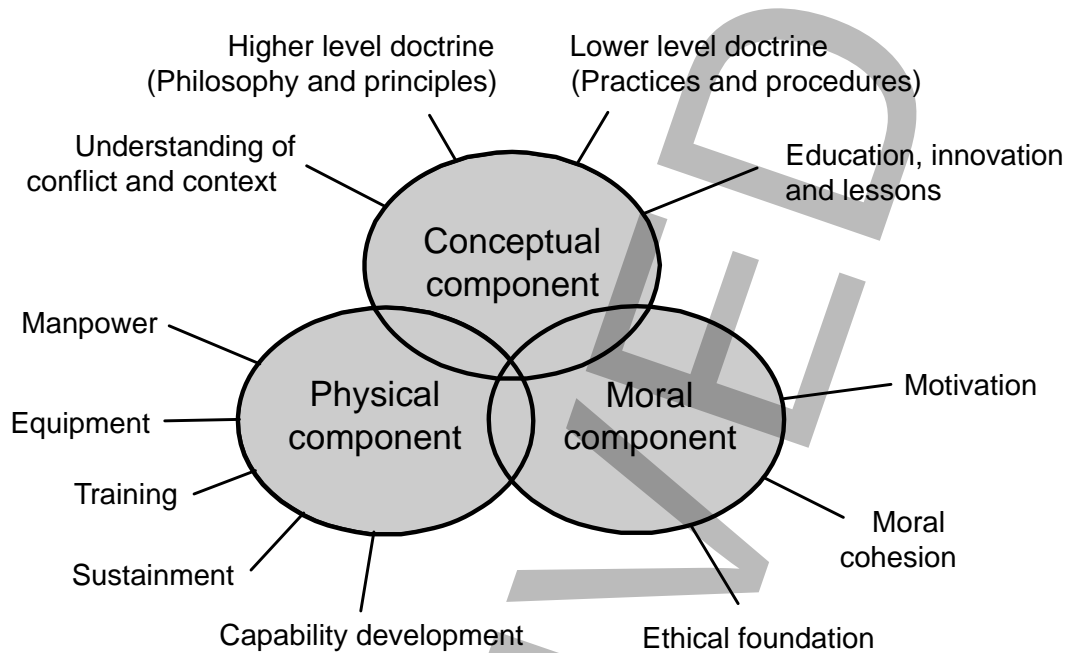 Higher level doctrine
(Philosophy and principles)
Lower level doctrine
(Practices and procedures)
Understanding of
conflict and context
Education, innovation
and lessons
Conceptual
component
Manpower
Equipment
Training
Sustainment
Capability development
Physical
component
Moral
component
Motivation
Moral
cohesion
Ethical foundation
VED